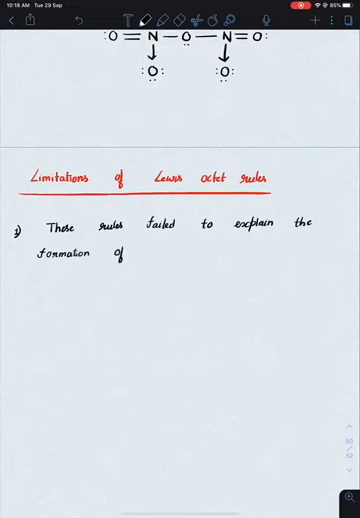 10:18 AM Tue 29 Sep
85%
:O=N—O—N=O:
:O: :O:
Limitations of Lewis octet rules
1) These rules failed to explain the
formation of
50
/
52